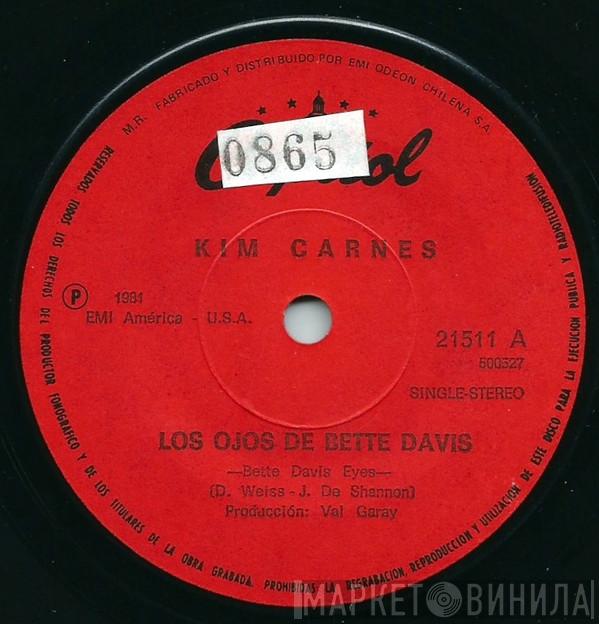 M.R. FABRICADO Y DISTRIBUIDO POR EMI ODEON CHILENA S.A.
Capitol
0865
KIM CARNES
P 1981
EMI América - U.S.A.
21511 A
500527
SINGLE-STEREO
LOS OJOS DE BETTE DAVIS
—Bette Davis Eyes—
(D. Weiss - J. De Shannon)
Producción: Val Garay
RESERVADOS TODOS LOS DERECHOS DEL PRODUCTOR FONOGRAFICO Y DE LOS TITULARES DE LA OBRA GRABADA. PROHIBIDAS LA REGRABACION, REPRODUCCION Y UTILIZACION DE ESTE DISCO PARA LA EJECUCION PUBLICA Y RADIOTELEDIFUSION
МАРКЕТ ВИНИЛА